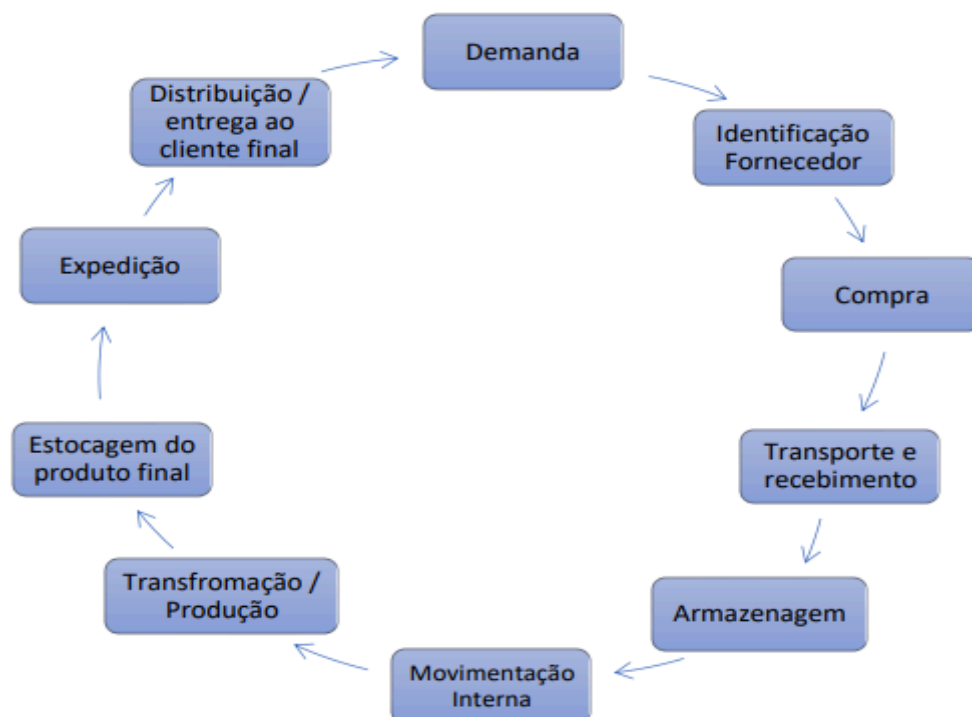 Demanda
Identificação
Fornecedor
Compra
Transporte e
recebimento
Armazenagem
Movimentação
Interna
Transfromação /
Produção
Estocagem do
produto final
Expedição
Distribuição /
entrega ao
cliente final